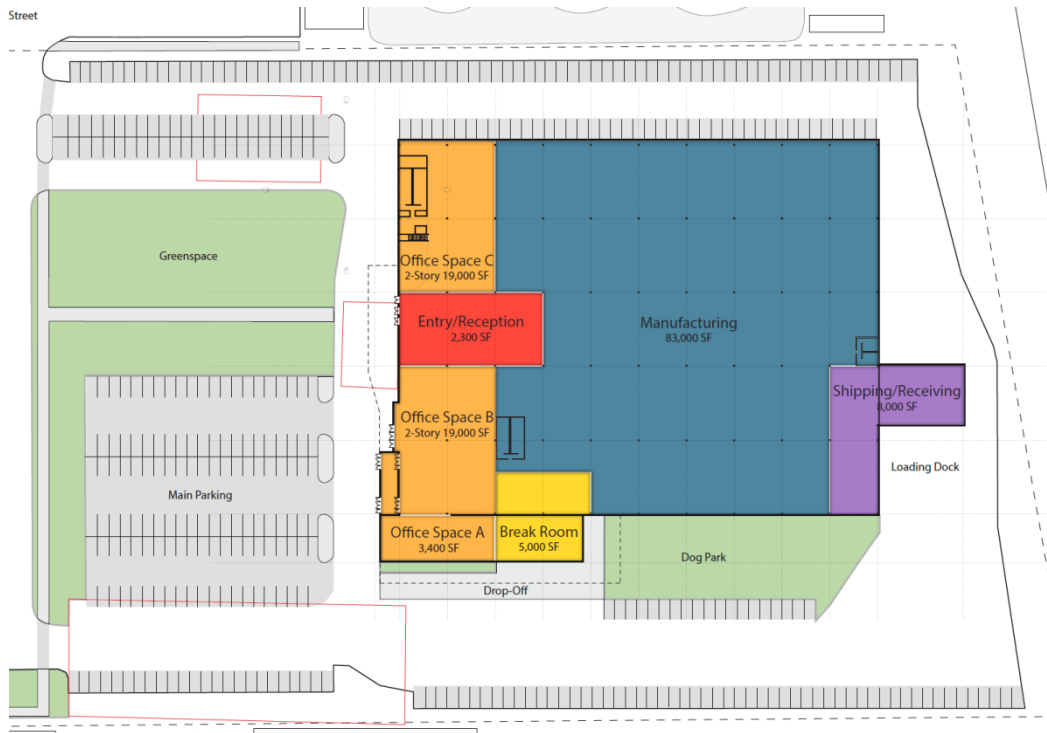 Street
Greenspace
Office Space C
2-Story 19,000 SF
Entry/Reception
2,300 SF
Manufacturing
83,000 SF
Shipping/Receiving
8,000 SF
Office Space B
2-Story 19,000 SF
Loading Dock
Main Parking
Office Space A
3,400 SF
Break Room
5,000 SF
Dog Park
Drop-Off